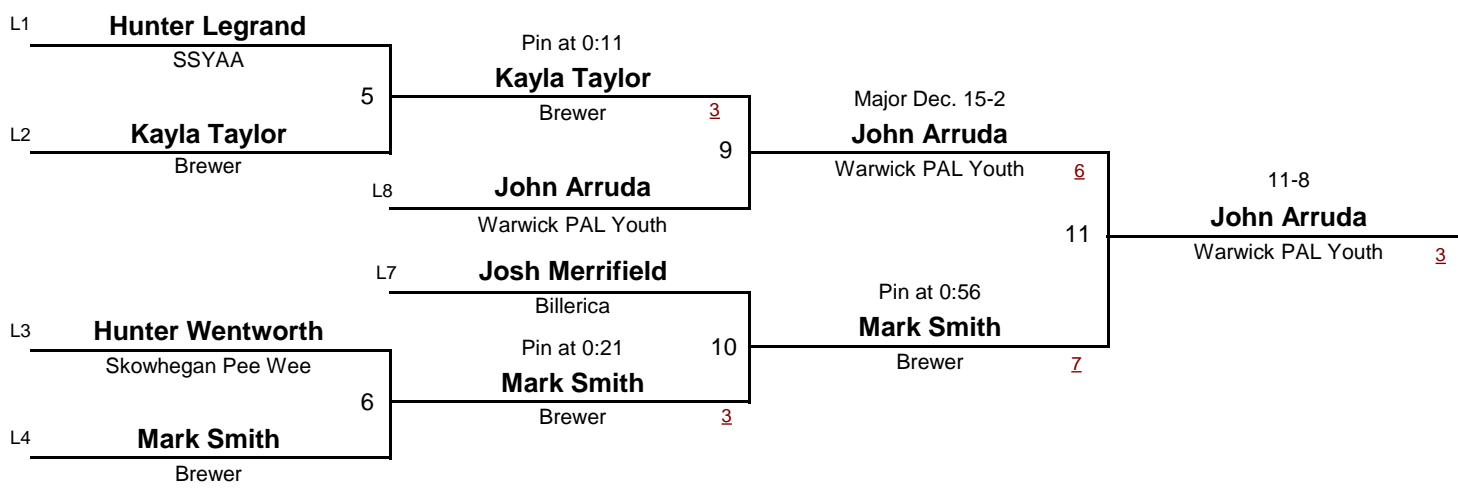 L1
Hunter Legrand
SSYAA
5
L2
Kayla Taylor
Brewer
Pin at 0:11
Kayla Taylor
Brewer
3
9
L8
John Arruda
Warwick PAL Youth
Major Dec. 15-2
John Arruda
Warwick PAL Youth
6
11
11-8
John Arruda
Warwick PAL Youth
3
L7
Josh Merrifield
Billerica
10
Pin at 0:56
Mark Smith
Brewer
7
L3
Hunter Wentworth
Skowhegan Pee Wee
6
L4
Mark Smith
Brewer
Pin at 0:21
Mark Smith
Brewer
3